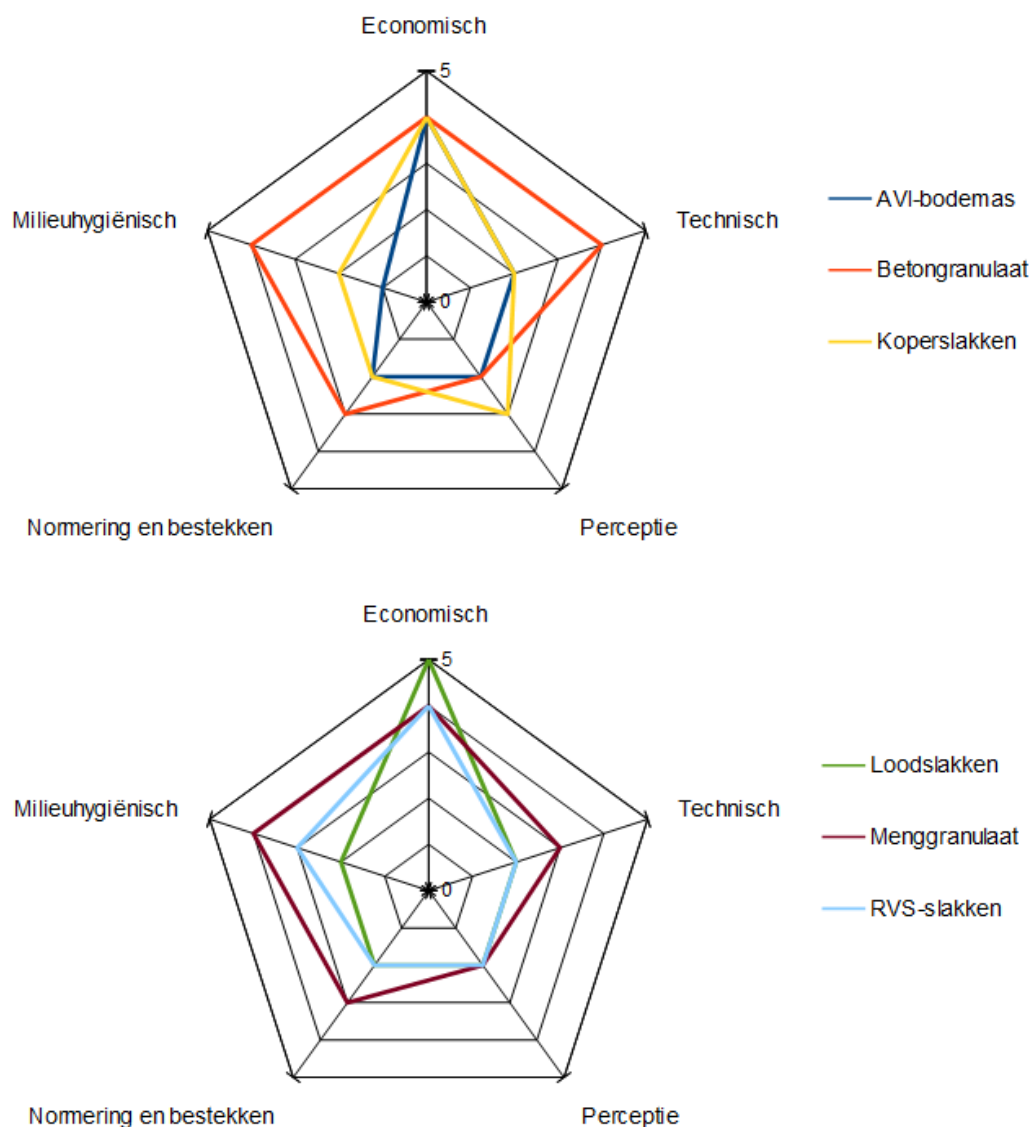 Economisch
5
Milieuhygiënisch
Technisch
0
Normering en bestekken
Perceptie
AVI-bodemas
Betongranulaat
Koperslakken
Economisch
5
Milieuhygiënisch
Technisch
0
Normering en bestekken
Perceptie
Loodslakken
Menggranulaat
RVS-slakken